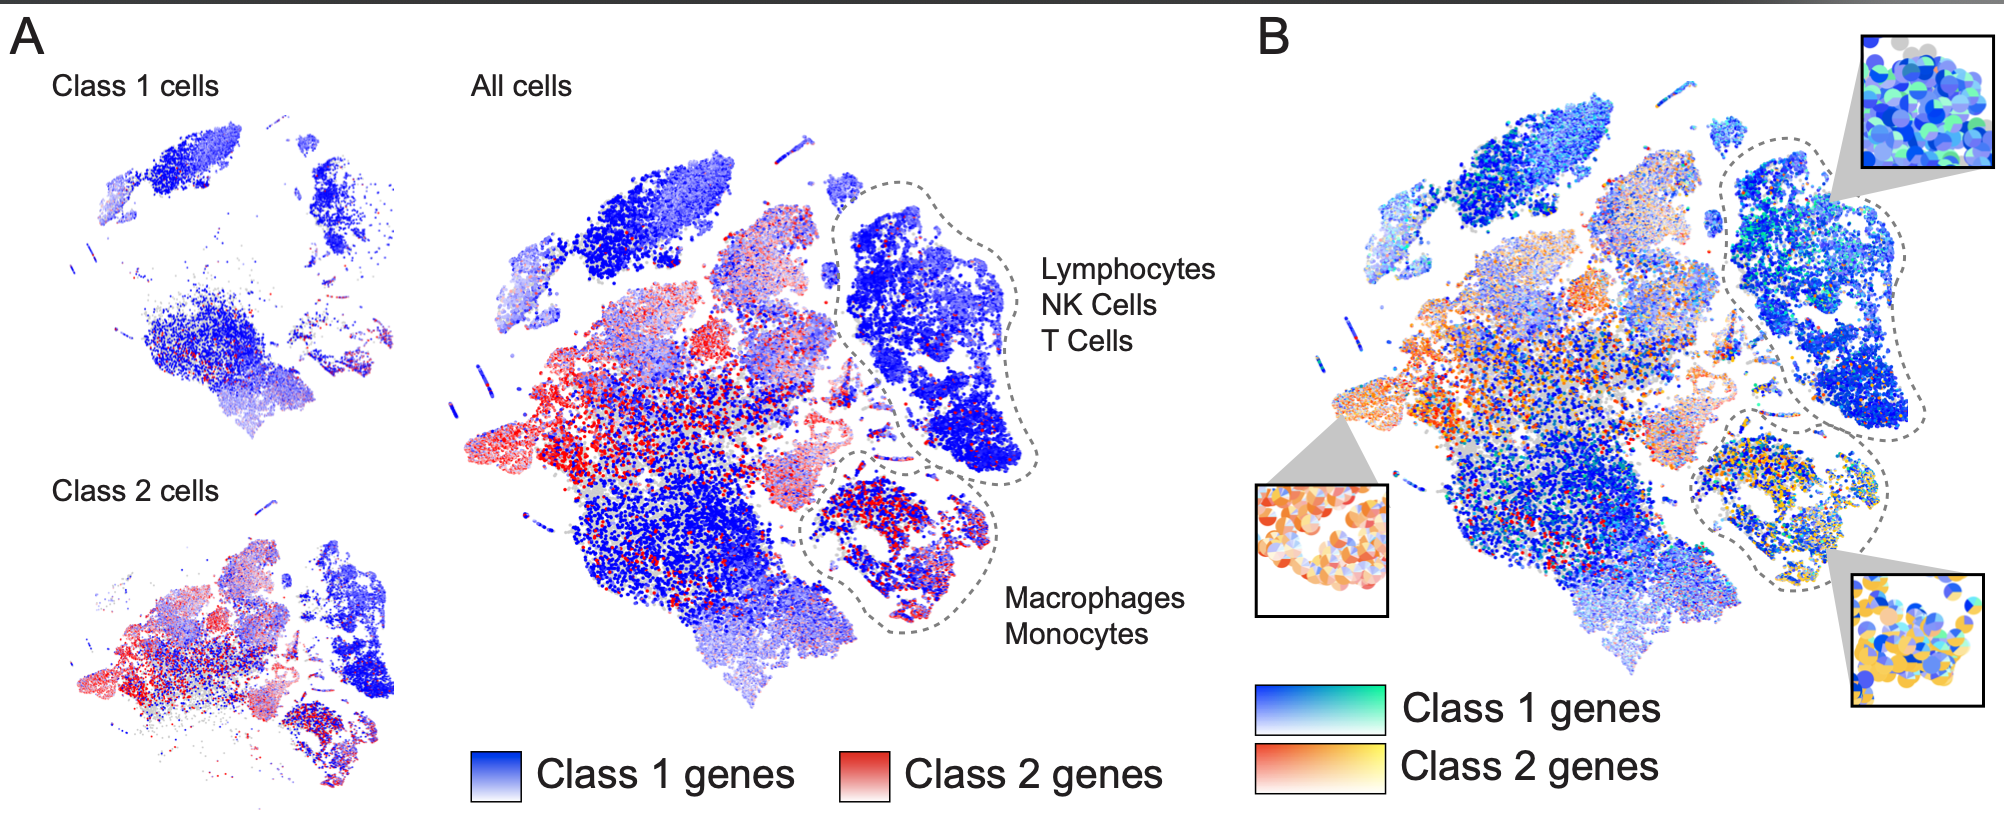 A
Class 1 cells
All cells
Lymphocytes
NK Cells
T Cells
Class 2 cells
Macrophages
Monocytes
Class 1 genes
Class 2 genes
B
Class 1 genes
Class 2 genes